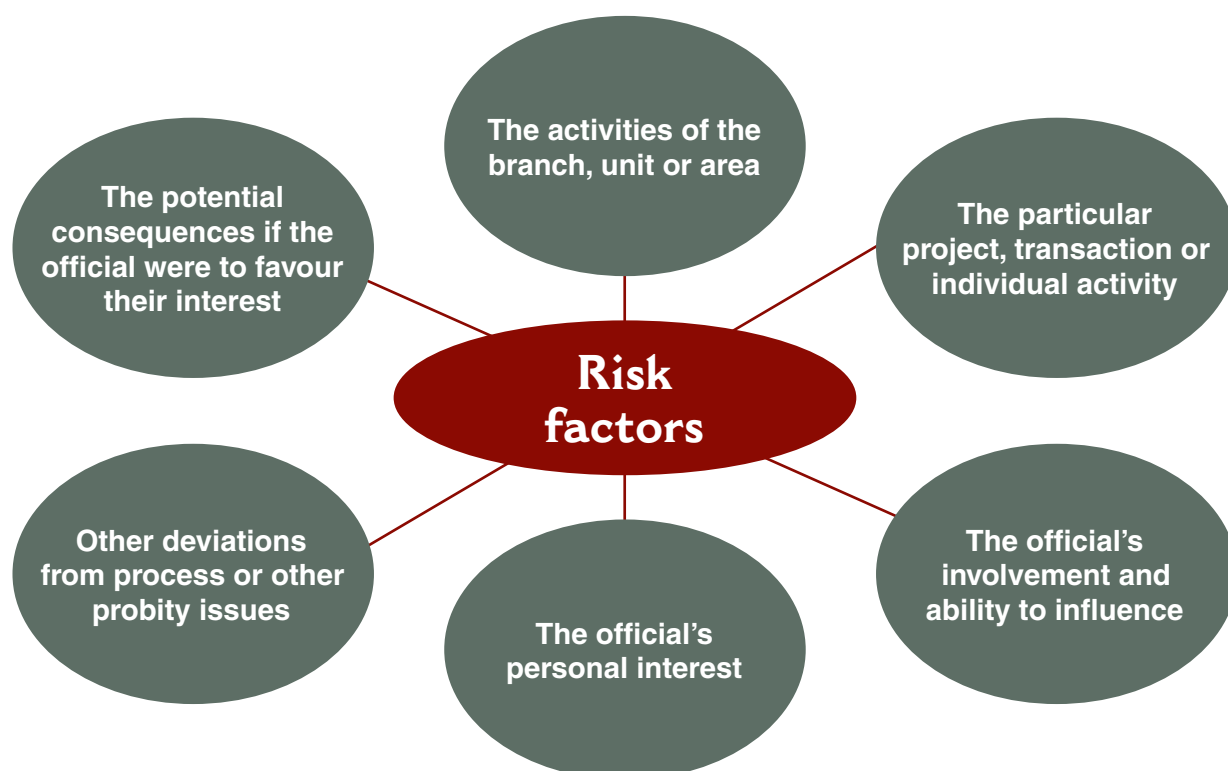 The activities of the
branch, unit or area
The potential
consequences if the
official were to favour
their interest
The particular
project, transaction or
individual activity
Risk
factors
Other deviations
from process or other
probity issues
The official’s
personal interest
The official’s
involvement and
ability to influence